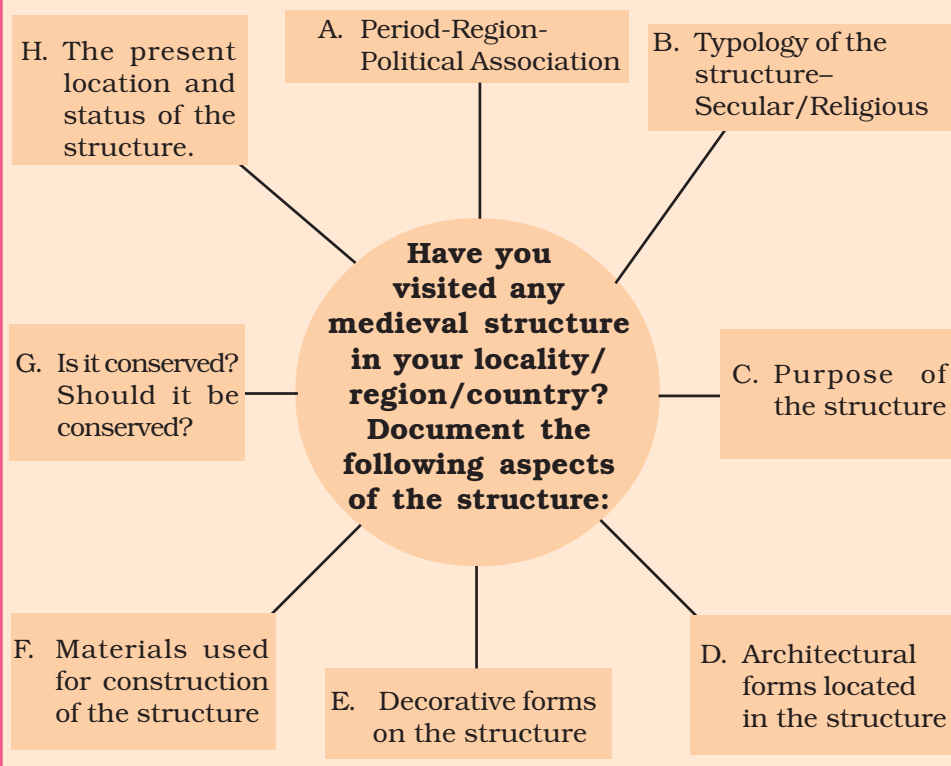 Have you
visited any
medieval structure
in your locality/
region/country?
Document the
following aspects
of the structure:
A. Period-Region-
Political Association
B. Typology of the
structure–
Secular/Religious
C. Purpose of
the structure
D. Architectural
forms located
in the structure
E. Decorative forms
on the structure
F. Materials used
for construction
of the structure
G. Is it conserved?
Should it be
conserved?
H. The present
location and
status of the
structure.